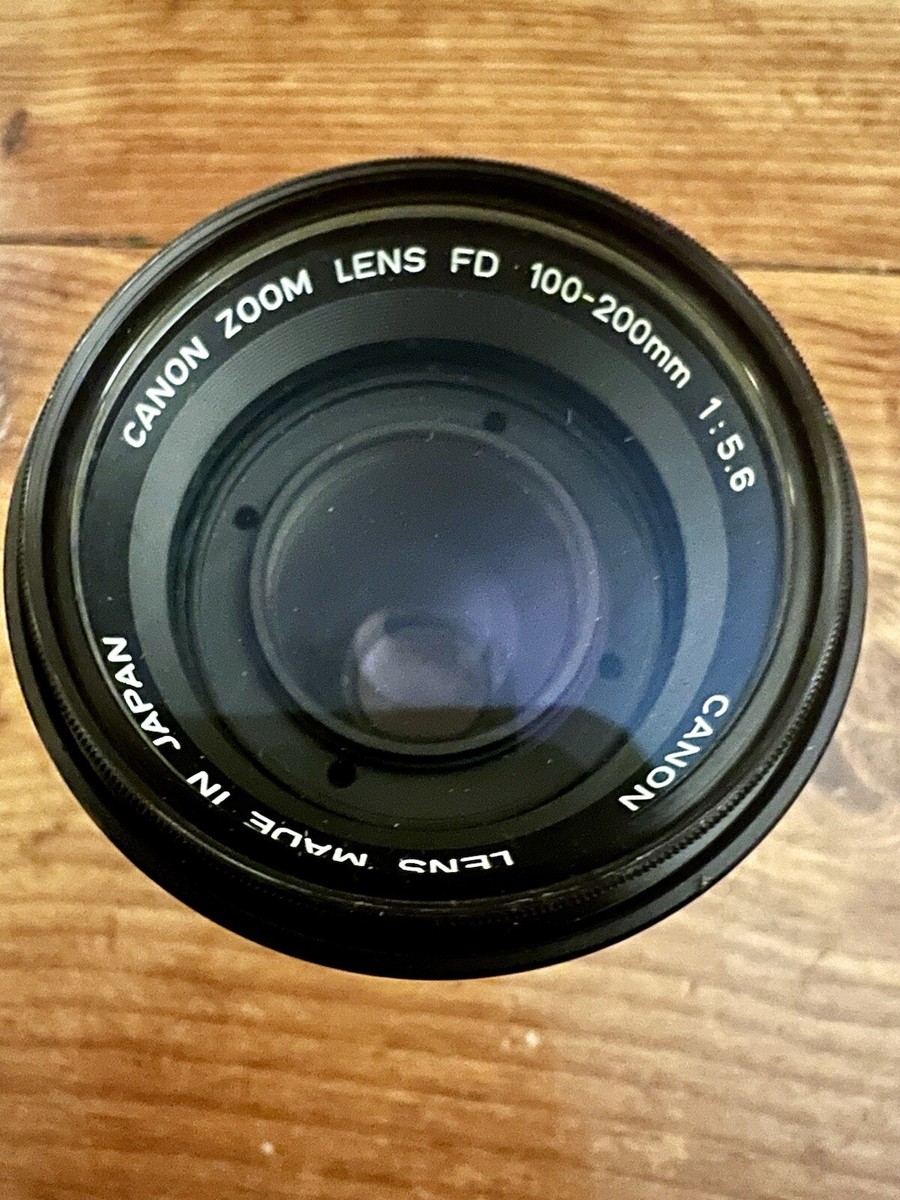 CANON ZOOM LENS FD 100-200mm 1:5.6
CANON LENS MADE IN JAPAN